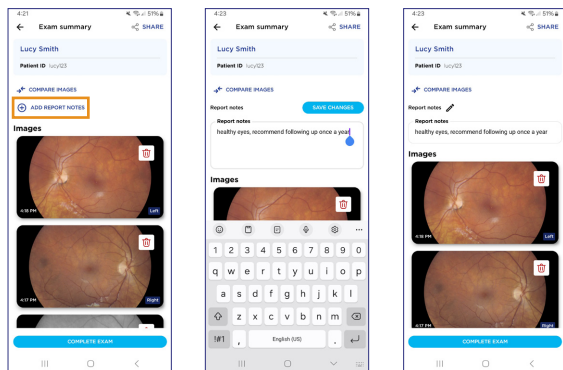 4:21
51%
Exam summary
SHARE
Lucy Smith
Patient ID lucy123
COMPARE IMAGES
ADD REPORT NOTES
Images
4:18 PM
Left
4:17 PM
Right
COMPLETE EXAM
4:23
51%
Exam summary
SHARE
Lucy Smith
Patient ID lucy123
COMPARE IMAGES
Report notes
SAVE CHANGES
Report notes
healthy eyes, recommend following up once a year
Images
1 2 3 4 5 6 7 8 9 0
q w e r t y u i o p
a s d f g h j k l
z x c v b n m
!#1 , English (US) .
4:23
51%
Exam summary
SHARE
Lucy Smith
Patient ID lucy123
COMPARE IMAGES
Report notes
Report notes
healthy eyes, recommend following up once a year
Images
4:18 PM
Left
4:17 PM
Right
COMPLETE EXAM